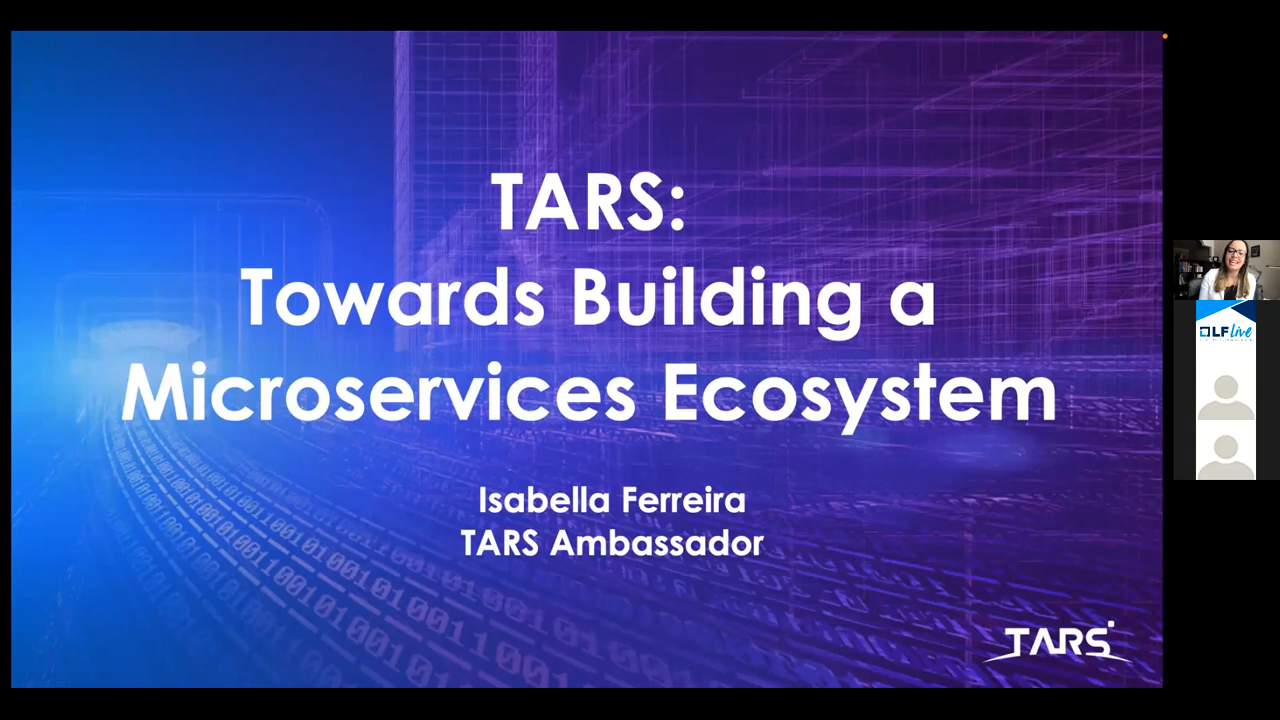 TARS:
Towards Building a
Microservices Ecosystem
Isabella Ferreira
TARS Ambassador
TARS
LF Live